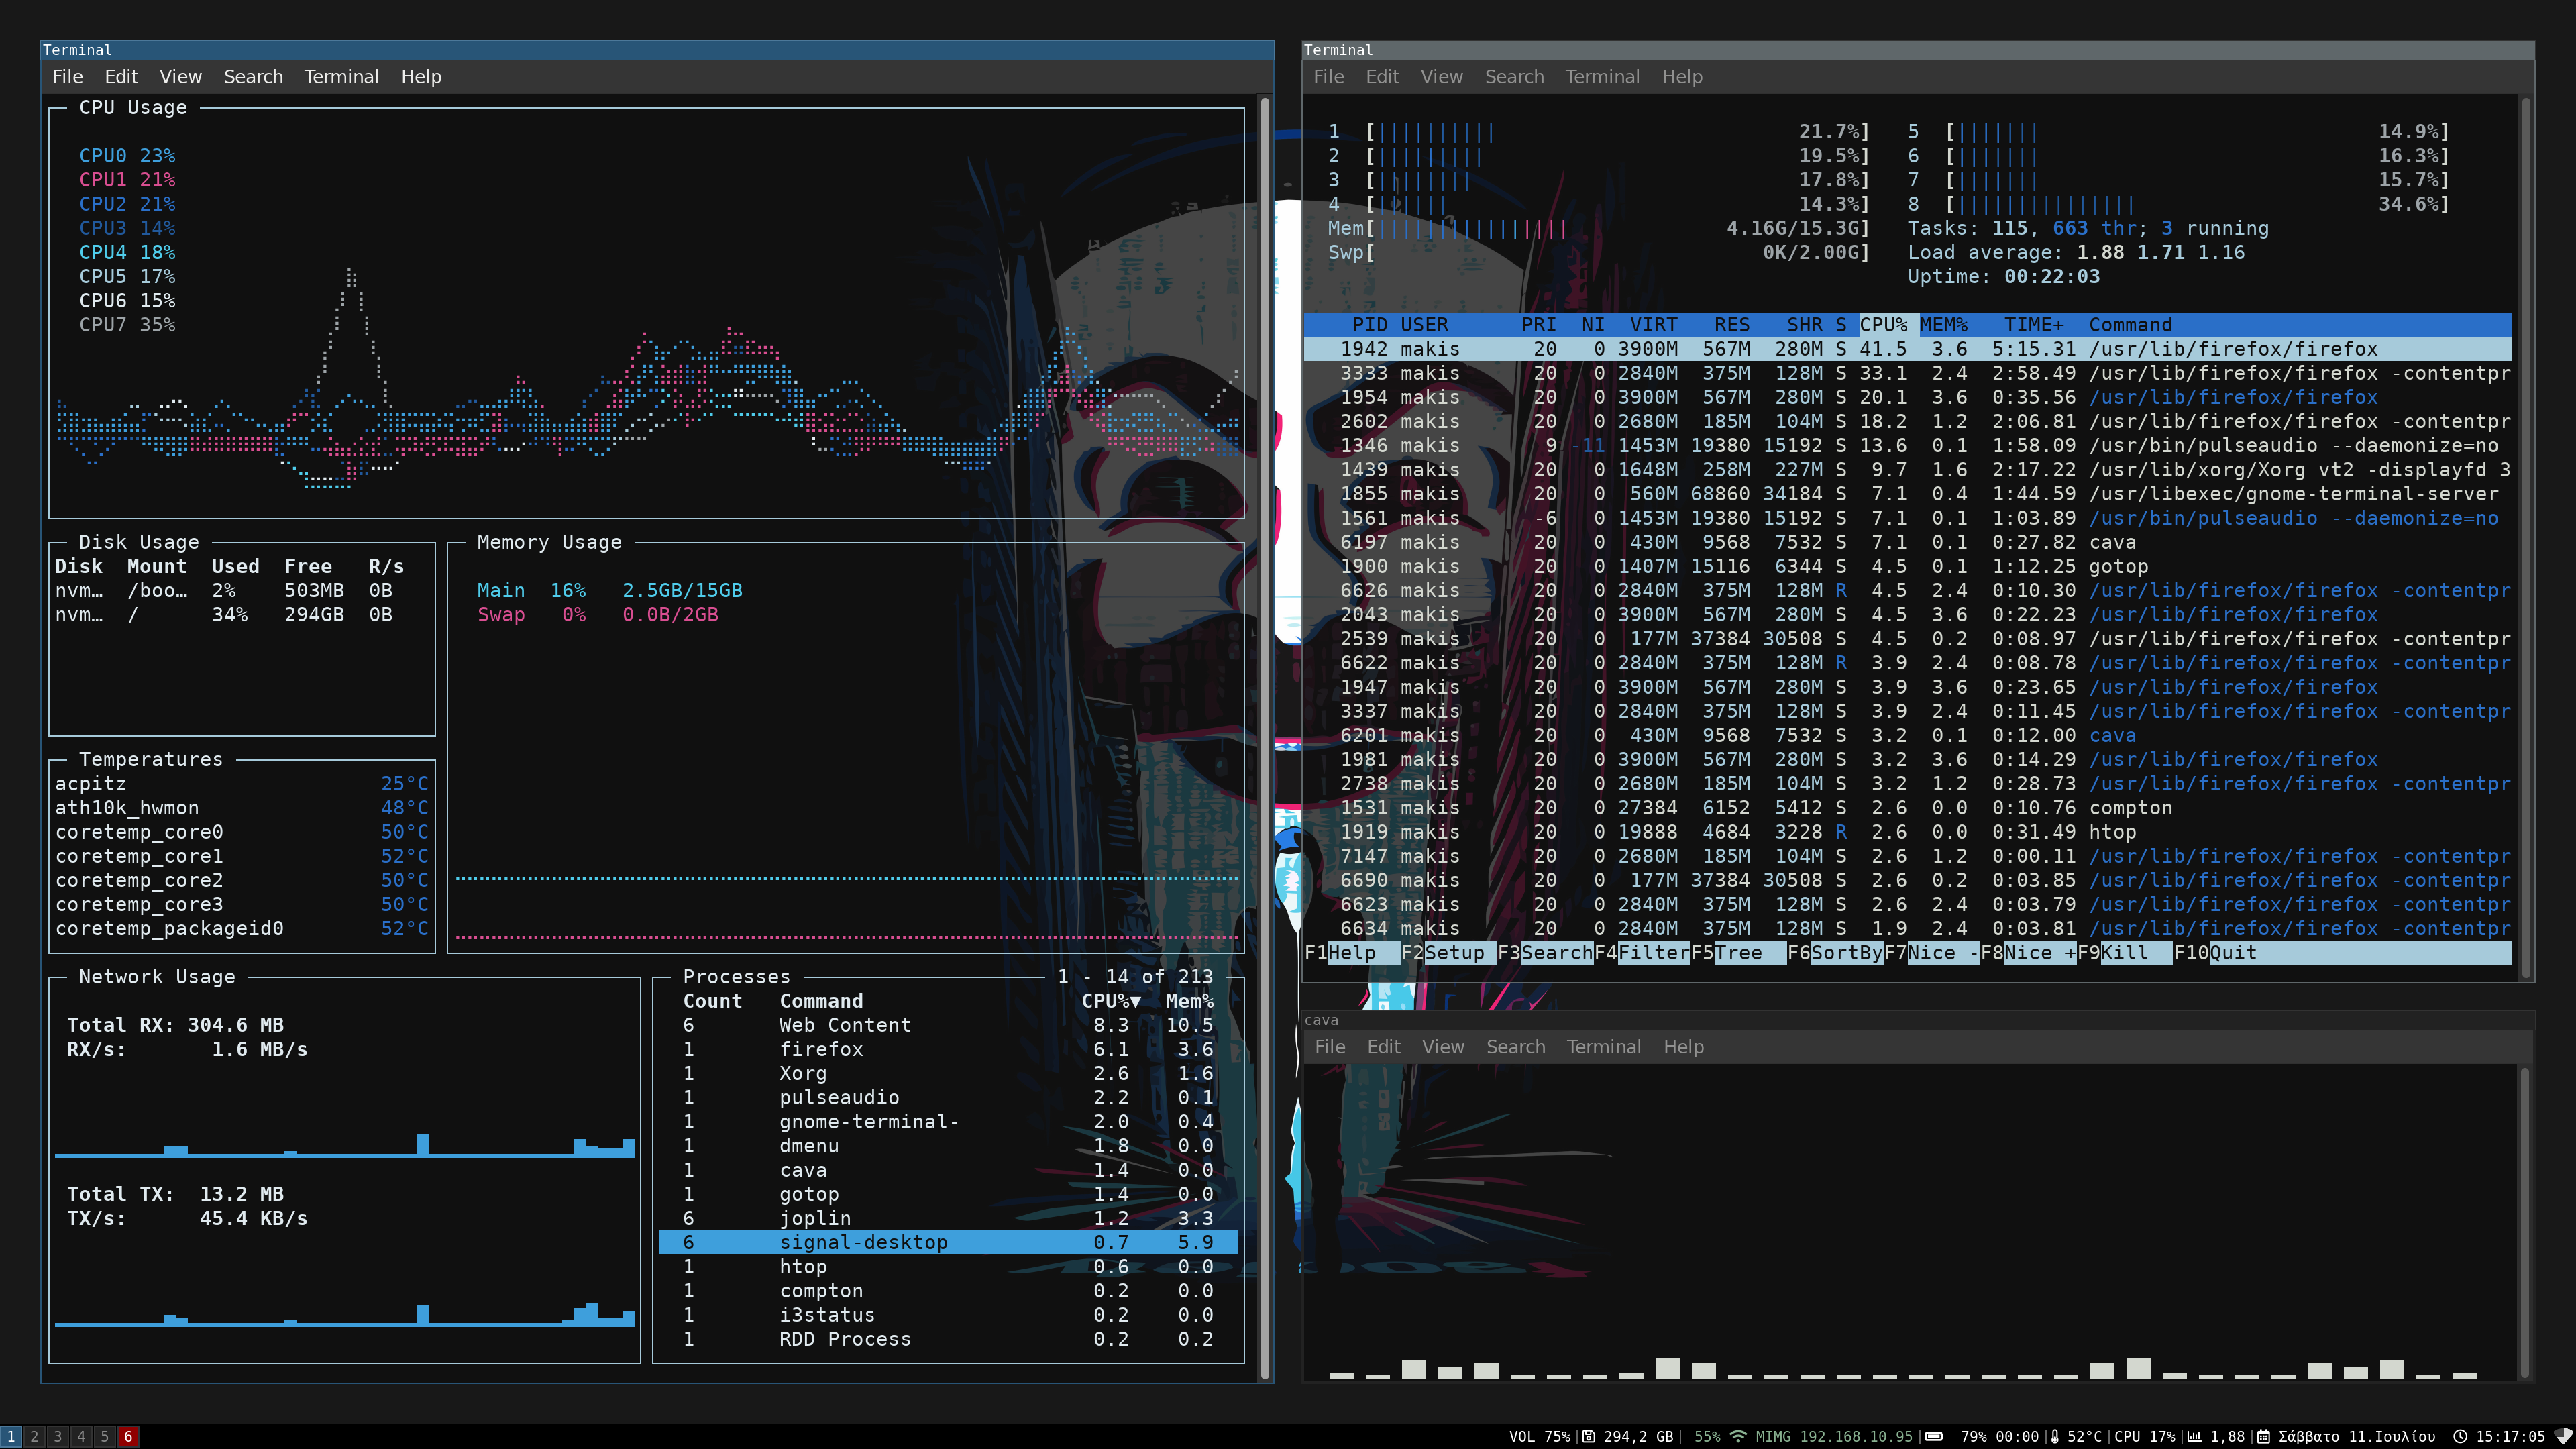 Terminal
File Edit View Search Terminal Help
CPU Usage
CPU0 23%
CPU1 21%
CPU2 21%
CPU3 14%
CPU4 18%
CPU5 17%
CPU6 15%
CPU7 35%
Disk Usage
Disk Mount Used Free R/s
nvm… /boo… 2% 503MB 0B
nvm… / 34% 294GB 0B
Memory Usage
Main 16% 2.5GB/15GB
Swap 0% 0.0B/2GB
Temperatures
acpitz 25°C
ath10k_hwmon 48°C
coretemp_core0 50°C
coretemp_core1 52°C
coretemp_core2 50°C
coretemp_core3 50°C
coretemp_packageid0 52°C
Network Usage
Total RX: 304.6 MB
RX/s: 1.6 MB/s
Total TX: 13.2 MB
TX/s: 45.4 KB/s
Processes 1 - 14 of 213
Count Command CPU%▼ Mem%
6 Web Content 8.3 10.5
1 firefox 6.1 3.6
1 Xorg 2.6 1.6
1 pulseaudio 2.2 0.1
1 gnome-terminal- 2.0 0.4
1 dmenu 1.8 0.0
1 cava 1.4 0.0
1 gotop 1.4 0.0
6 joplin 1.2 3.3
6 signal-desktop 0.7 5.9
1 htop 0.6 0.0
1 compton 0.2 0.0
1 i3status 0.2 0.0
1 RDD Process 0.2 0.2
Terminal
File Edit View Search Terminal Help
1 [|||||||||| 21.7%] 5 [||||||| 14.9%]
2 [||||||||| 19.5%] 6 [||||||| 16.3%]
3 [|||||||| 17.8%] 7 [||||||| 15.7%]
4 [|||||| 14.3%] 8 [||||||||||||||| 34.6%]
Mem[|||||||||||||||| 4.16G/15.3G] Tasks: 115, 663 thr; 3 running
Swp[ 0K/2.00G] Load average: 1.88 1.71 1.16
Uptime: 00:22:03
PID USER PRI NI VIRT RES SHR S CPU% MEM% TIME+ Command
1942 makis 20 0 3900M 567M 280M S 41.5 3.6 5:15.31 /usr/lib/firefox/firefox
3333 makis 20 0 2840M 375M 128M S 33.1 2.4 2:58.49 /usr/lib/firefox/firefox -contentpr
1954 makis 20 0 3900M 567M 280M S 20.1 3.6 0:35.56 /usr/lib/firefox/firefox
2602 makis 20 0 2680M 185M 104M S 18.2 1.2 2:06.81 /usr/lib/firefox/firefox -contentpr
1346 makis 9 -11 1453M 19380 15192 S 13.6 0.1 1:58.09 /usr/bin/pulseaudio --daemonize=no
1439 makis 20 0 1648M 258M 227M S 9.7 1.6 2:17.22 /usr/lib/xorg/Xorg vt2 -displayfd 3
1855 makis 20 0 560M 68860 34184 S 7.1 0.4 1:44.59 /usr/libexec/gnome-terminal-server
1561 makis -6 0 1453M 19380 15192 S 7.1 0.1 1:03.89 /usr/bin/pulseaudio --daemonize=no
6197 makis 20 0 430M 9568 7532 S 7.1 0.1 0:27.82 cava
1900 makis 20 0 1407M 15116 6344 S 4.5 0.1 1:12.25 gotop
6626 makis 20 0 2840M 375M 128M R 4.5 2.4 0:10.30 /usr/lib/firefox/firefox -contentpr
2043 makis 20 0 3900M 567M 280M S 4.5 3.6 0:22.23 /usr/lib/firefox/firefox
2539 makis 20 0 177M 37384 30508 S 4.5 0.2 0:08.97 /usr/lib/firefox/firefox -contentpr
6622 makis 20 0 2840M 375M 128M R 3.9 2.4 0:08.78 /usr/lib/firefox/firefox -contentpr
1947 makis 20 0 3900M 567M 280M S 3.9 3.6 0:23.65 /usr/lib/firefox/firefox
3337 makis 20 0 2840M 375M 128M S 3.9 2.4 0:11.45 /usr/lib/firefox/firefox -contentpr
6201 makis 20 0 430M 9568 7532 S 3.2 0.1 0:12.00 cava
1981 makis 20 0 3900M 567M 280M S 3.2 3.6 0:14.29 /usr/lib/firefox/firefox
2738 makis 20 0 2680M 185M 104M S 3.2 1.2 0:28.73 /usr/lib/firefox/firefox -contentpr
1531 makis 20 0 27384 6152 5412 S 2.6 0.0 0:10.76 compton
1919 makis 20 0 19888 4684 3228 R 2.6 0.0 0:31.49 htop
7147 makis 20 0 2680M 185M 104M S 2.6 1.2 0:00.11 /usr/lib/firefox/firefox -contentpr
6690 makis 20 0 177M 37384 30508 S 2.6 0.2 0:03.85 /usr/lib/firefox/firefox -contentpr
6623 makis 20 0 2840M 375M 128M S 2.6 2.4 0:03.79 /usr/lib/firefox/firefox -contentpr
6634 makis 20 0 2840M 375M 128M S 1.9 2.4 0:03.81 /usr/lib/firefox/firefox -contentpr
F1Help F2Setup F3SearchF4FilterF5Tree F6SortByF7Nice -F8Nice +F9Kill F10Quit
cava
File Edit View Search Terminal Help
1 2 3 4 5 6
VOL 75%| 294,2 GB| 55% MIMG 192.168.10.95| 79% 00:00| 52°C|CPU 17%| 1,88| Σάββατο 11.Ιουλίου 15:17:05